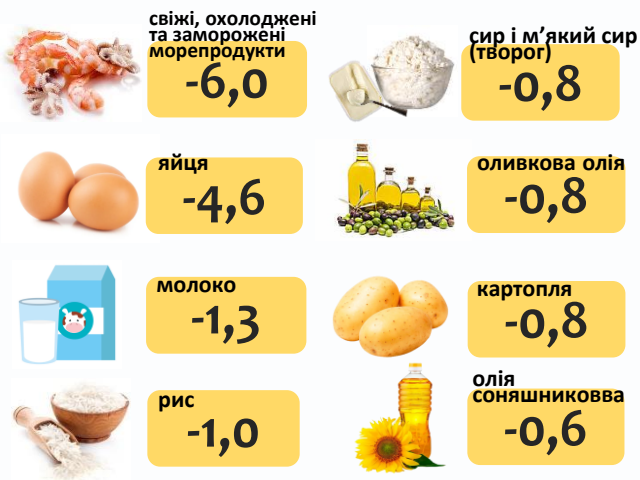 свіжі, охолоджені
та заморожені
морепродукти
-6,0
яйця
-4,6
молоко
-1,3
рис
-1,0
сир і м’який сир
(творог)
-0,8
оливкова олія
-0,8
картопля
-0,8
олія
соняшниковва
-0,6